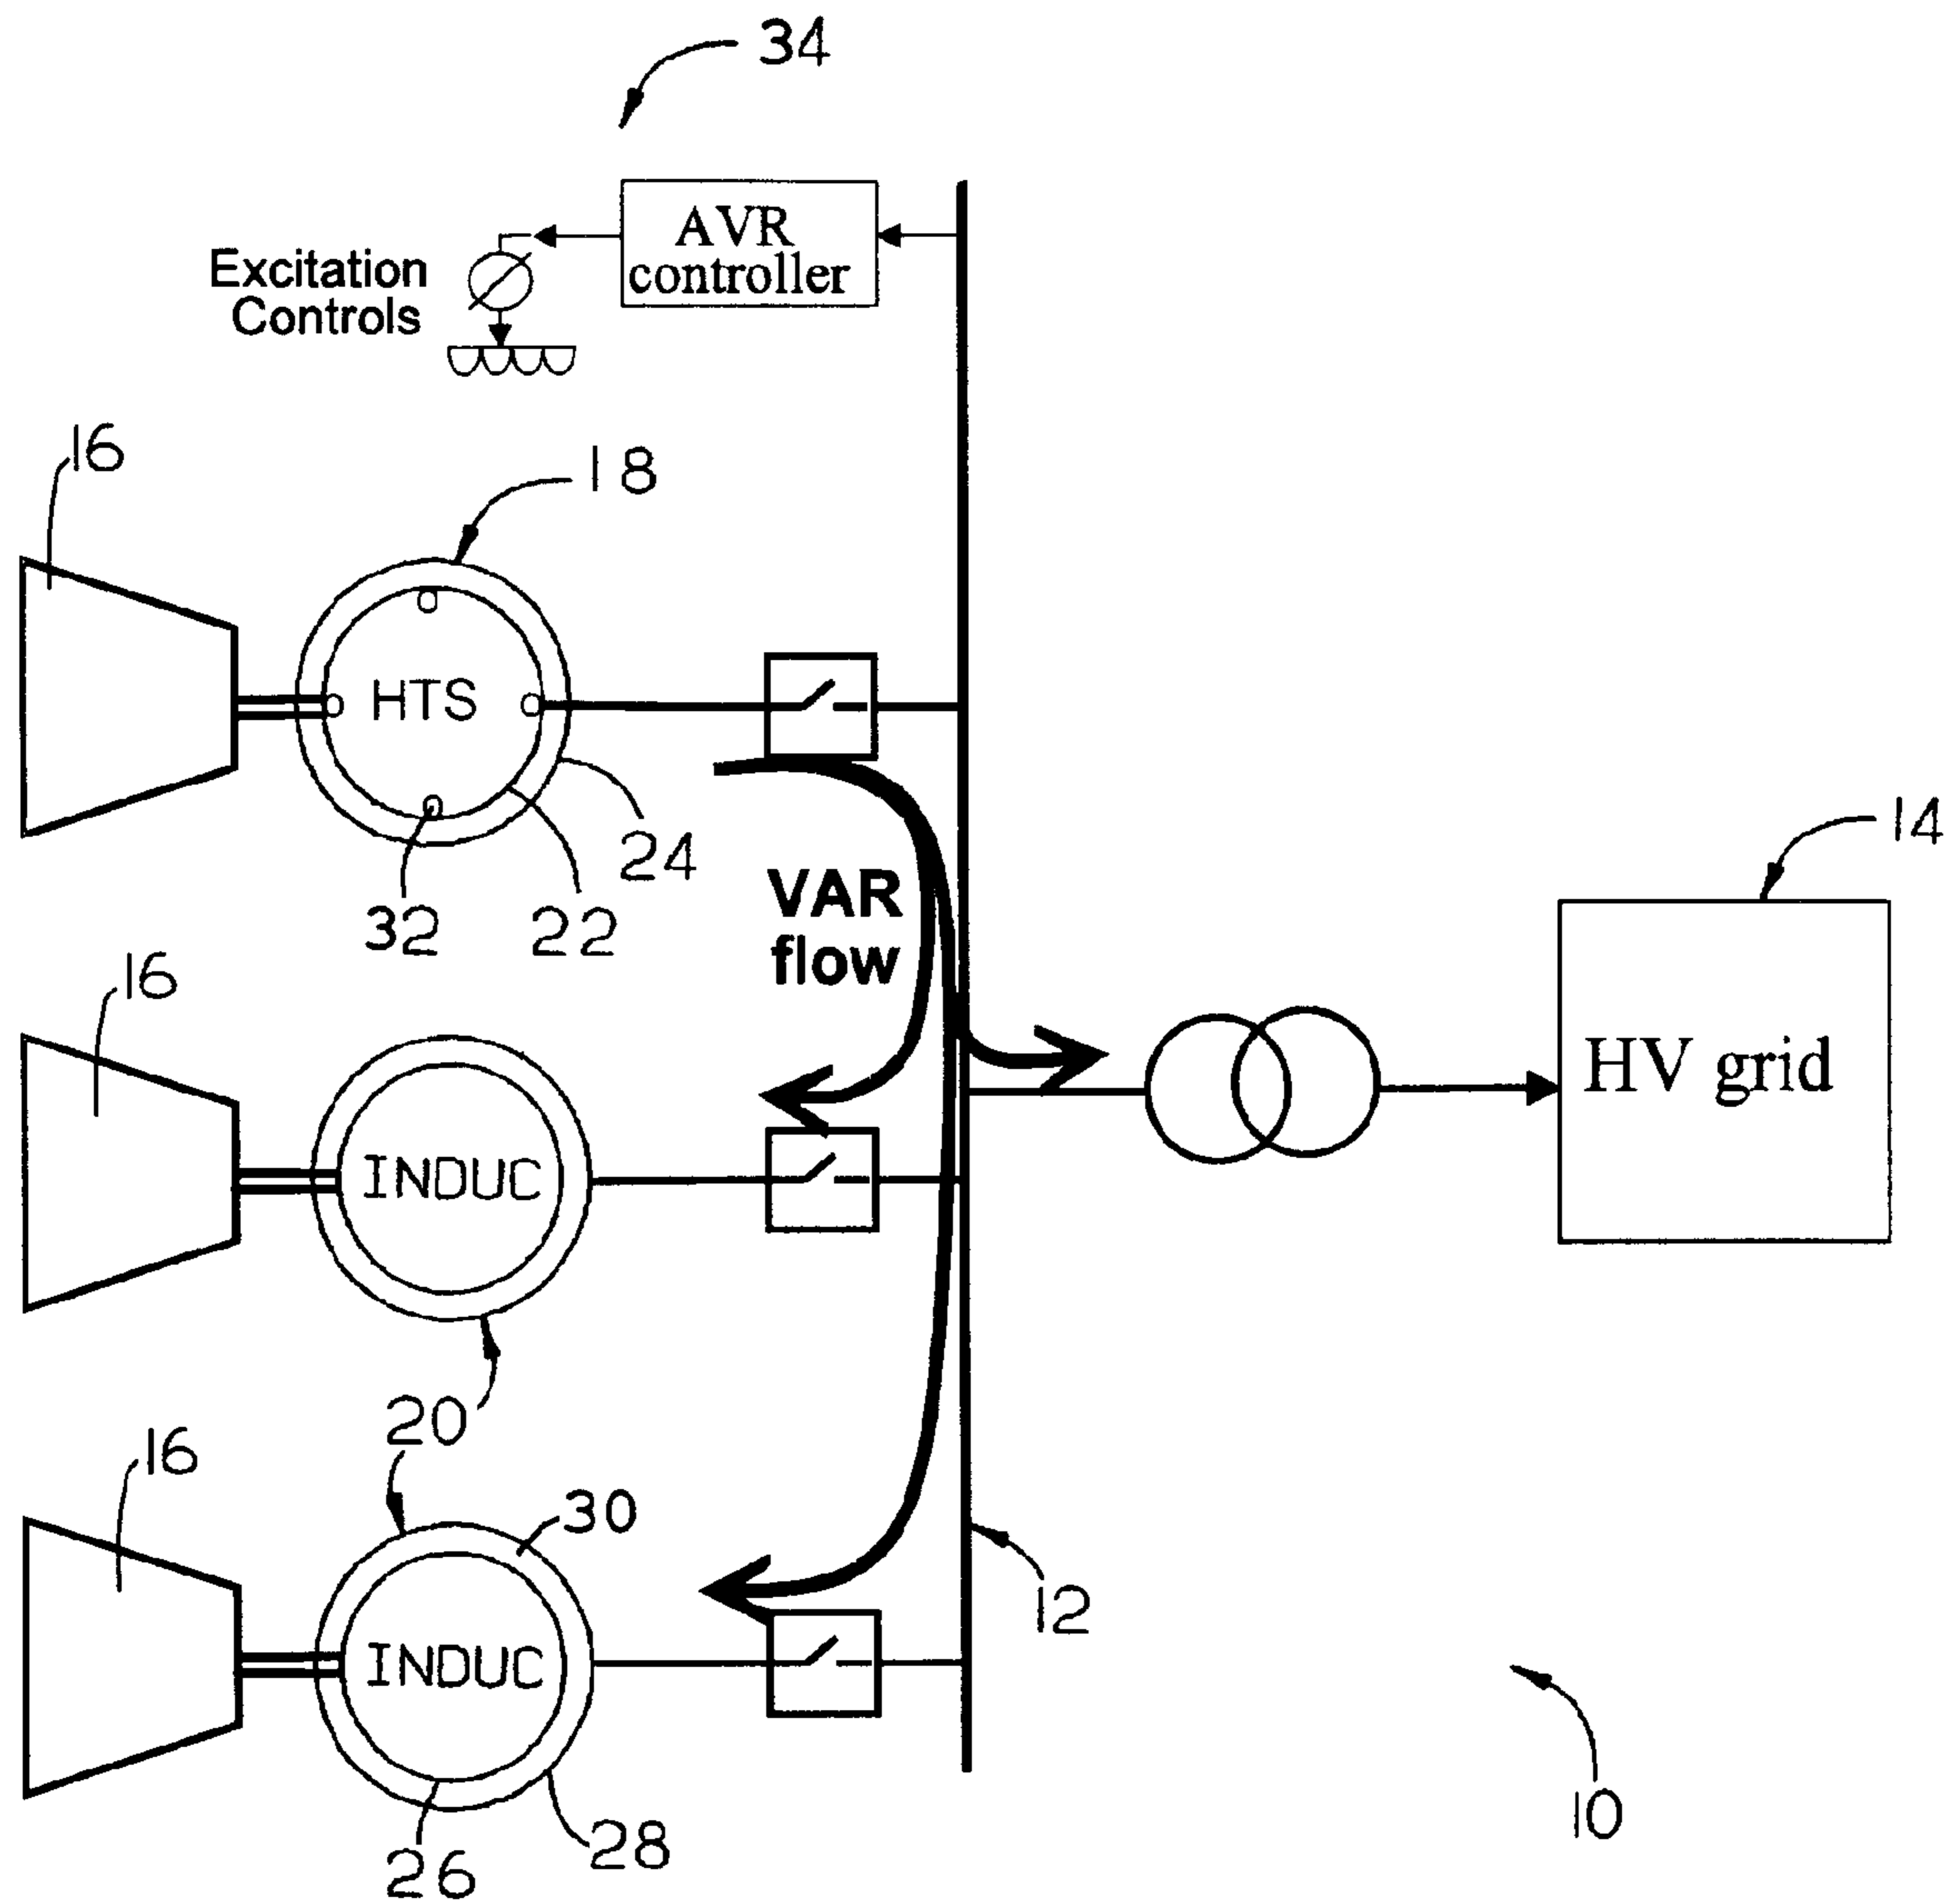 34
AVR
controller
Excitation
Controls
16
18
HTS
24
32
22
VAR
flow
14
HV grid
16
INDUC
20
16
30
INDUC
12
28
26
10